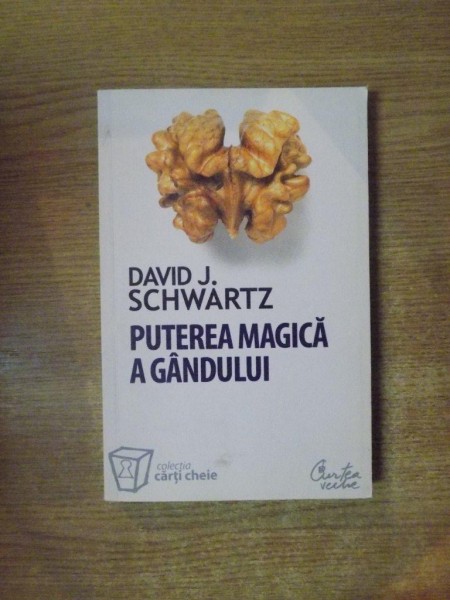 DAVID J.
SCHWARTZ
PUTEREA MAGICĂ
A GÂNDULUI
colecția
cărți cheie
Curtea
veche